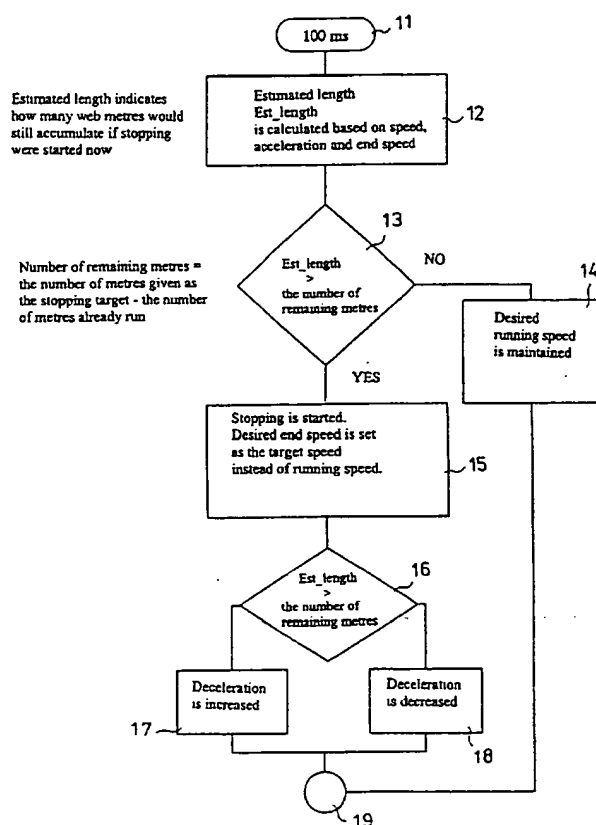 100 ms
11
Estimated length indicates
how many web metres would
still accumulate if stopping
were started now
Estimated length
Est_length
is calculated based on speed,
acceleration and end speed
12
13
Number of remaining metres =
the number of metres given as
the stopping target - the number
of metres already run
Est_length
>
the number of
remaining metres
NO
14
Desired
running speed
is maintained
YES
Stopping is started.
Desired end speed is set
as the target speed
instead of running speed.
15
Est_length
>
the number of
remaining metres
16
Deceleration
is increased
17
Deceleration
is decreased
18
19